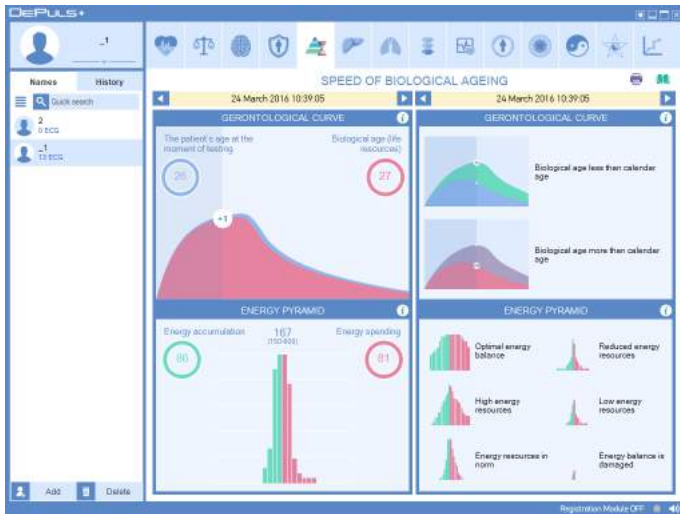 DePuls+
_1
Names
History
Quick search
2
0 ECG
_1
13 ECG
Add
Delete
SPEED OF BIOLOGICAL AGEING
24 March 2016 10:39:05
24 March 2016 10:39:05
GERONTOLOGICAL CURVE
The patient's age at the
moment of testing
Biological age (life
resources)
26
27
+1
ENERGY PYRAMID
Energy accumulation
167
(150-600)
Energy spending
86
81
GERONTOLOGICAL CURVE
Biological age less then calendar
age
Biological age more then calendar
age
ENERGY PYRAMID
Optimal energy
balance
Reduced energy
resources
High energy
resources
Low energy
resources
Energy resources in
norm
Energy balance is
damaged
Registration Module OFF